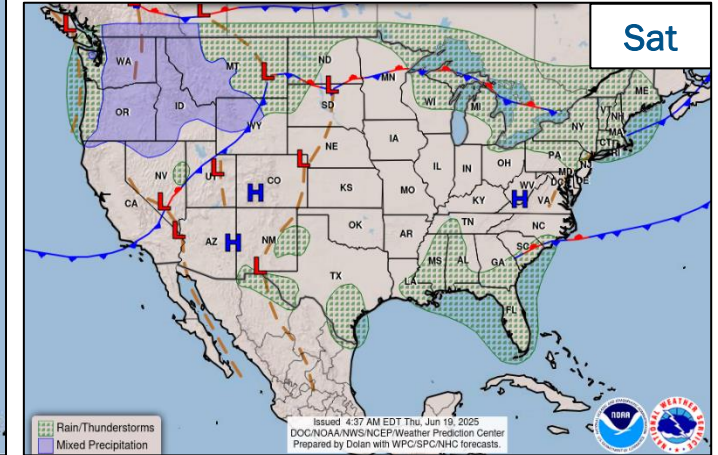 Sat
WA
MT
ND
MN
OR
ID
SD
WI
MI
ME
VT
NH
NY
MA
CT
RI
WY
IA
NE
PA
NJ
NV
UT
CO
IL
IN
OH
MD
DE
DC
WV
VA
CA
KS
MO
KY
AZ
NM
OK
AR
TN
NC
SC
MS
AL
GA
TX
LA
FL
L
L
L
L
L
L
L
L
L
L
H
H
H
Rain/Thunderstorms
Mixed Precipitation
Issued 4:37 AM EDT Thu, Jun 19, 2025
DOC/NOAA/NWS/NCEP/Weather Prediction Center
Prepared by Dolan with WPC/SPC/NHC forecasts.
NOAA
NATIONAL WEATHER SERVICE